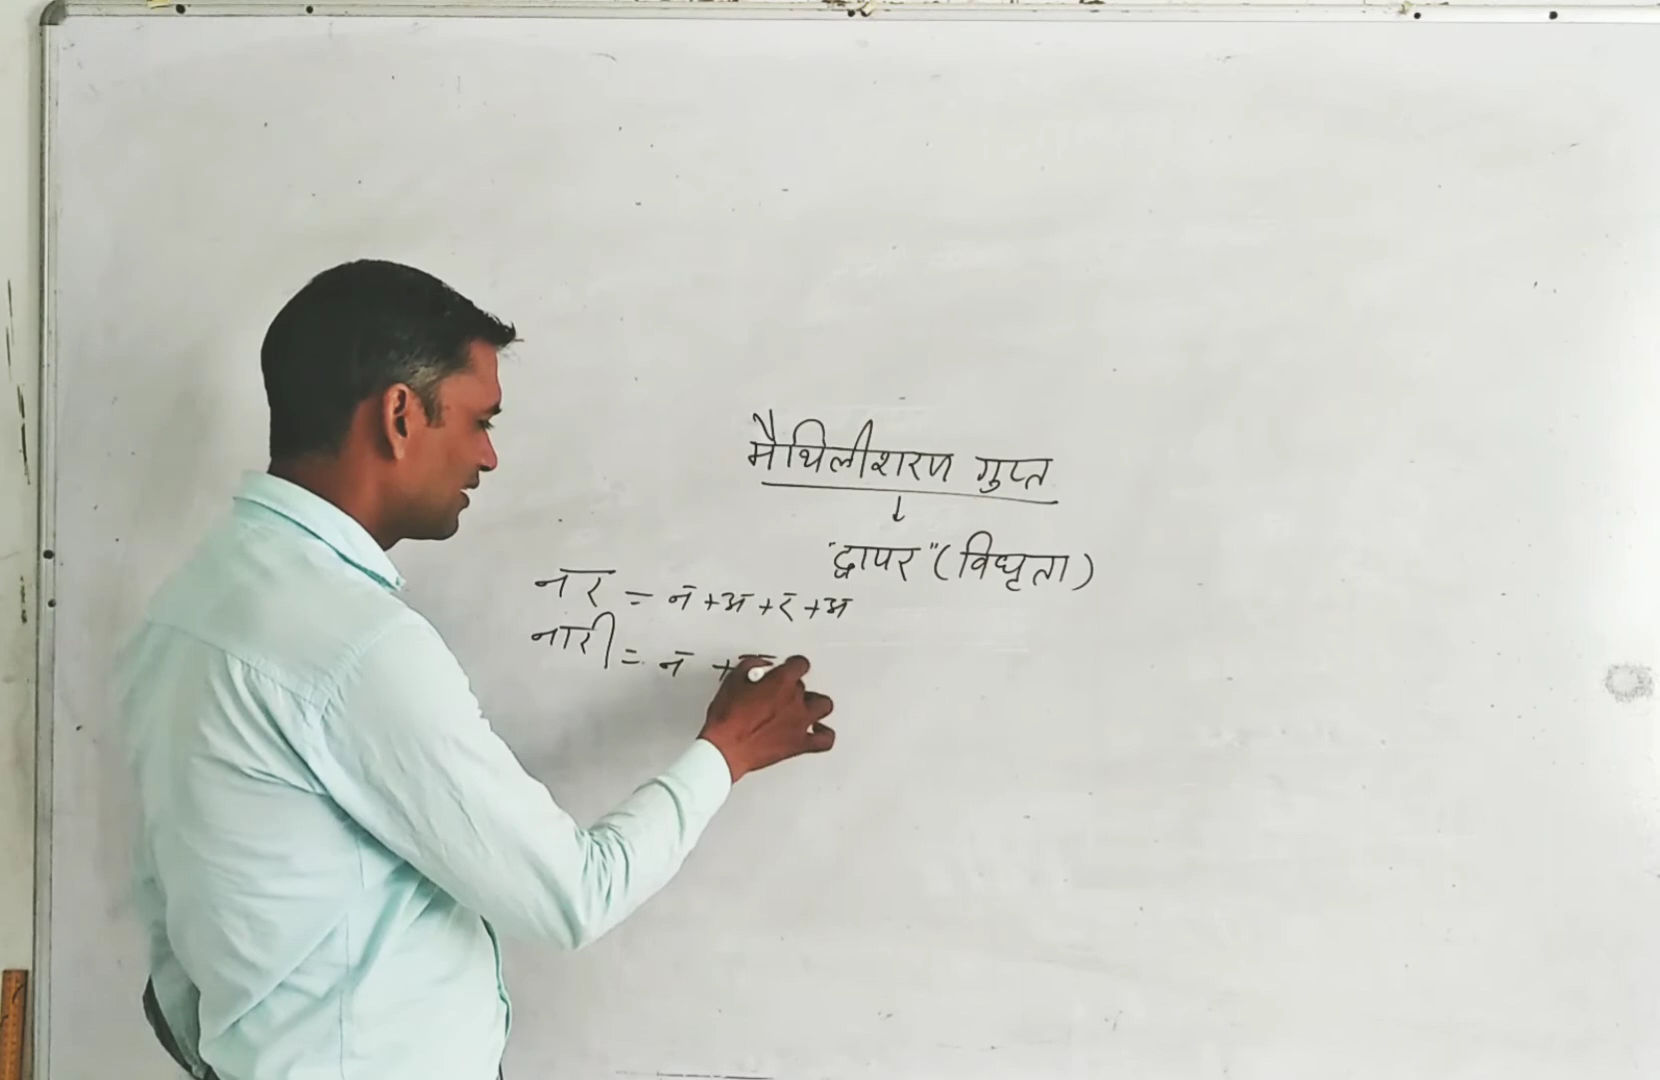 मैथिलीशरण गुप्त
"द्वापर" (विधृता)
नर = न + अ + र + अ
नारी = न +